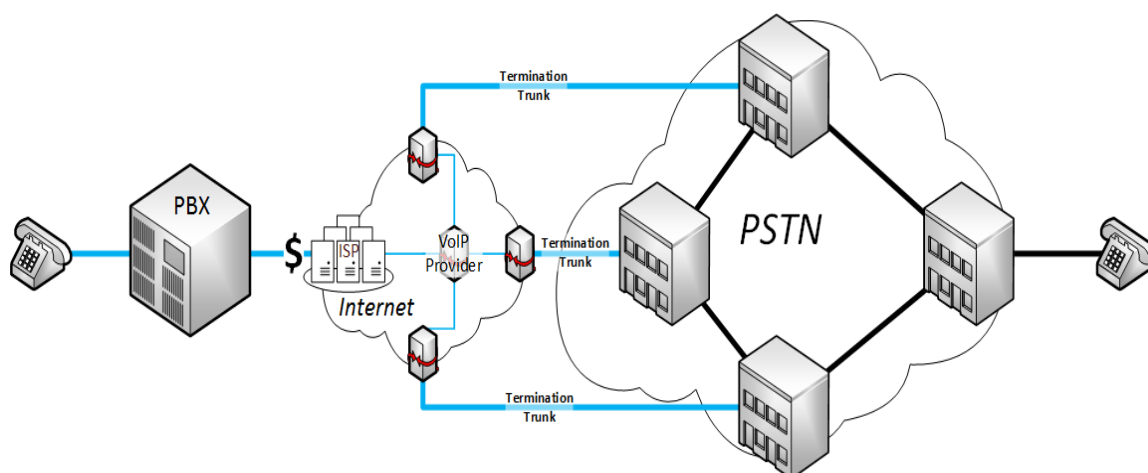 Termination
Trunk
PBX
$
ISP
VoIP
Provider
Internet
Termination
Trunk
PSTN
Termination
Trunk